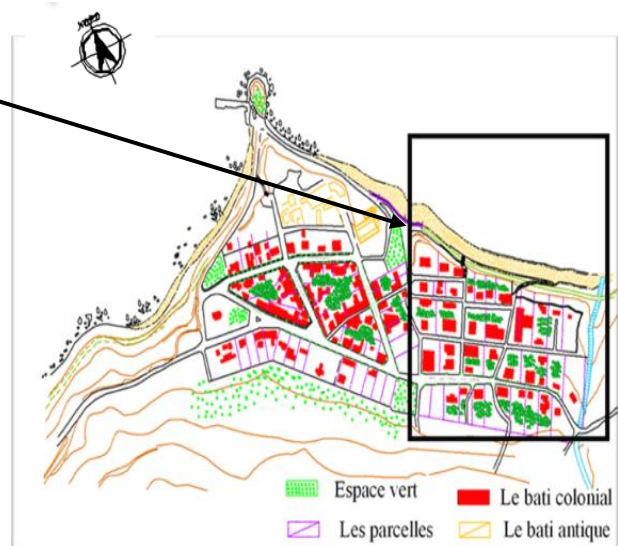 Espace vert
Le bati colonial
Les parcelles
Le bati antique